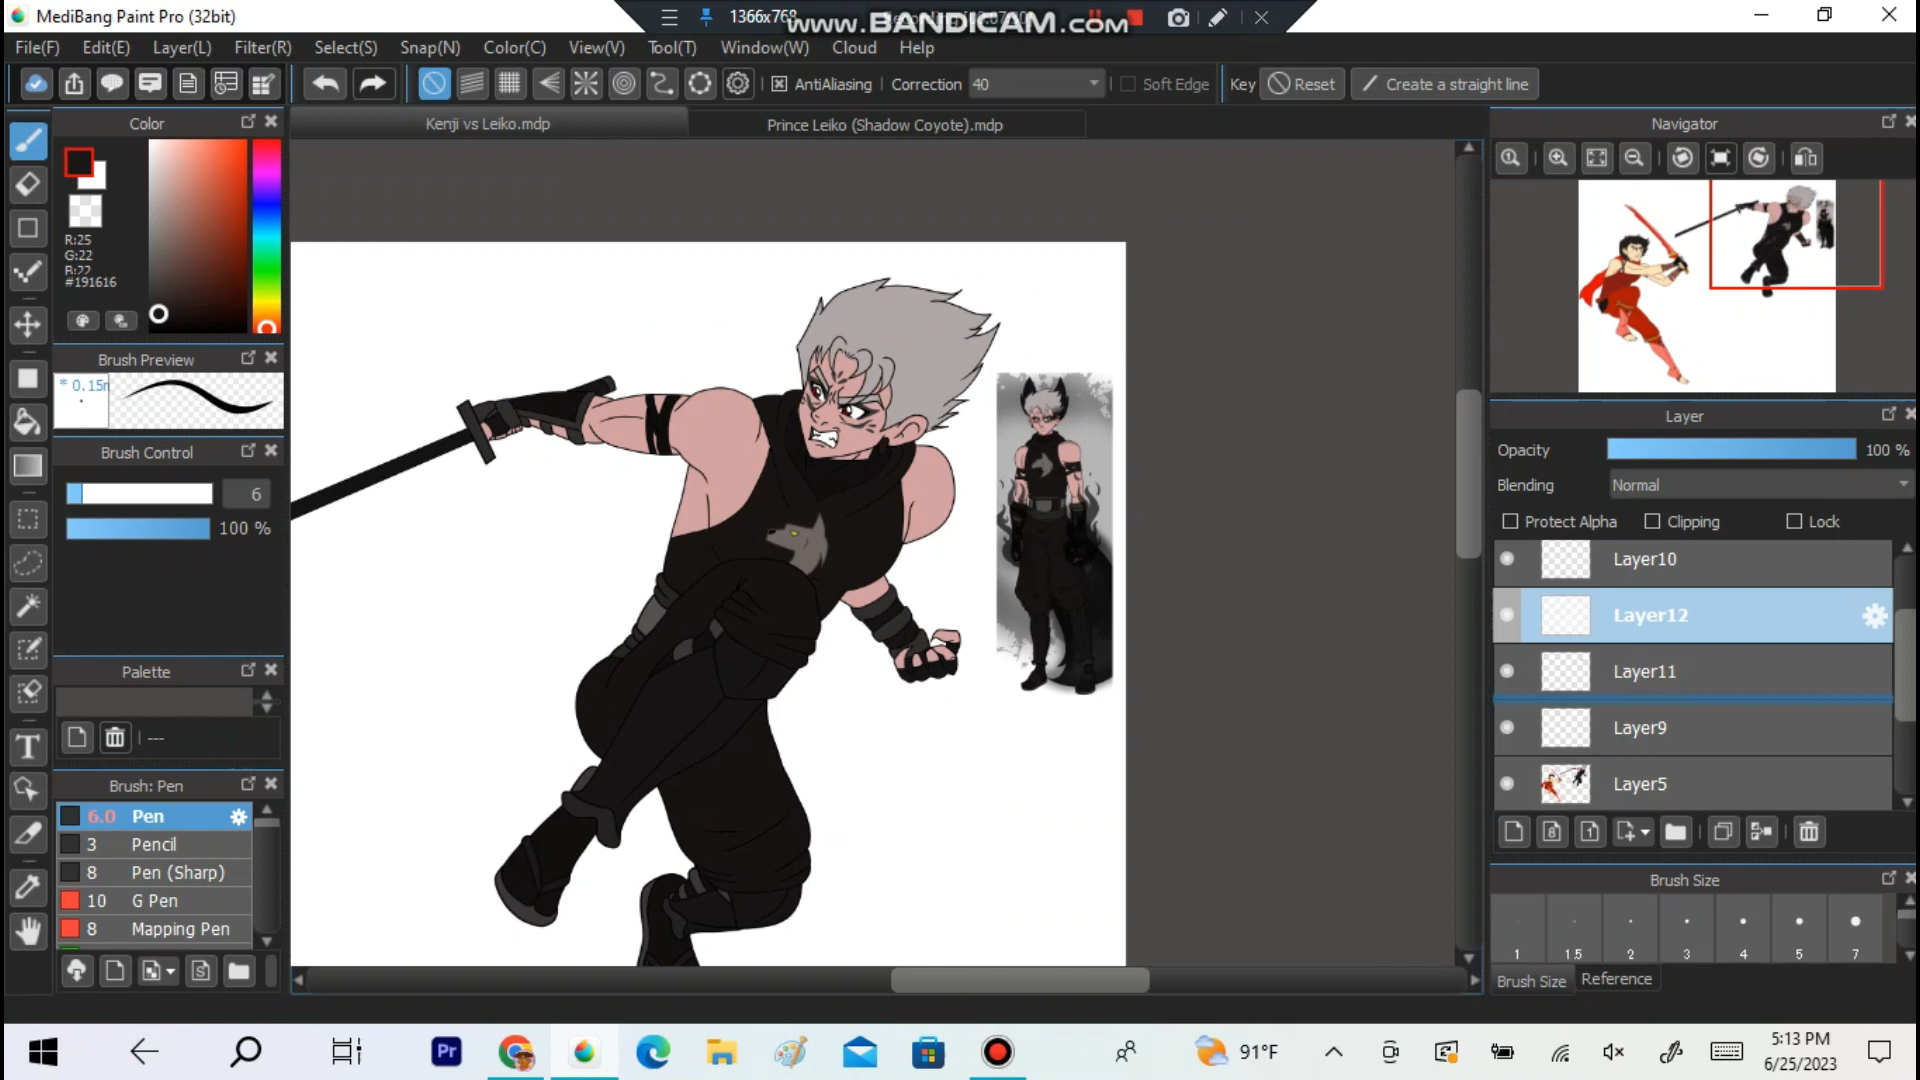 MediBang Paint Pro (32bit)
1366x768
www.BANDICAM.com
File(F) Edit(E) Layer(L) Filter(R) Select(S) Snap(N) Color(C) View(V) Tool(T) Window(W) Cloud Help
AntiAliasing Correction 40 Soft Edge Key Reset Create a straight line
Kenji vs Leiko.mdp
Prince Leiko (Shadow Coyote).mdp
Color
R:25
G:22
B:22
#191616
Brush Preview
* 0.15m
Brush Control
6
100 %
Palette
---
Brush: Pen
6.0 Pen
3 Pencil
8 Pen (Sharp)
10 G Pen
8 Mapping Pen
Navigator
Layer
Opacity 100 %
Blending Normal
Protect Alpha Clipping Lock
Layer10
Layer12
Layer11
Layer9
Layer5
8 1
Brush Size
1 1.5 2 3 4 5 7
Brush Size Reference
Pr
91°F
5:13 PM
6/25/2023